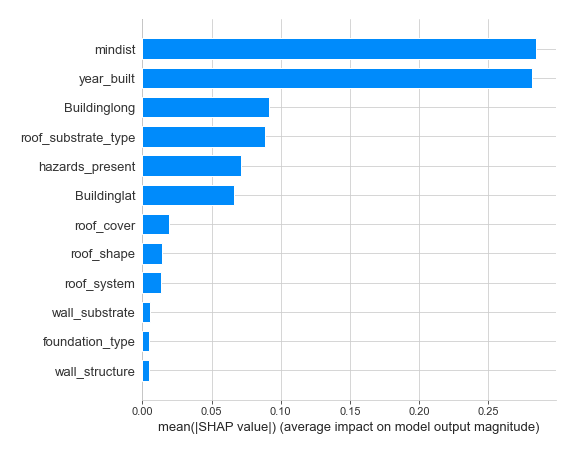 mindist
year_built
Buildinglong
roof_substrate_type
hazards_present
Buildinglat
roof_cover
roof_shape
roof_system
wall_substrate
foundation_type
wall_structure
0.00 0.05 0.10 0.15 0.20 0.25
mean(|SHAP value|) (average impact on model output magnitude)